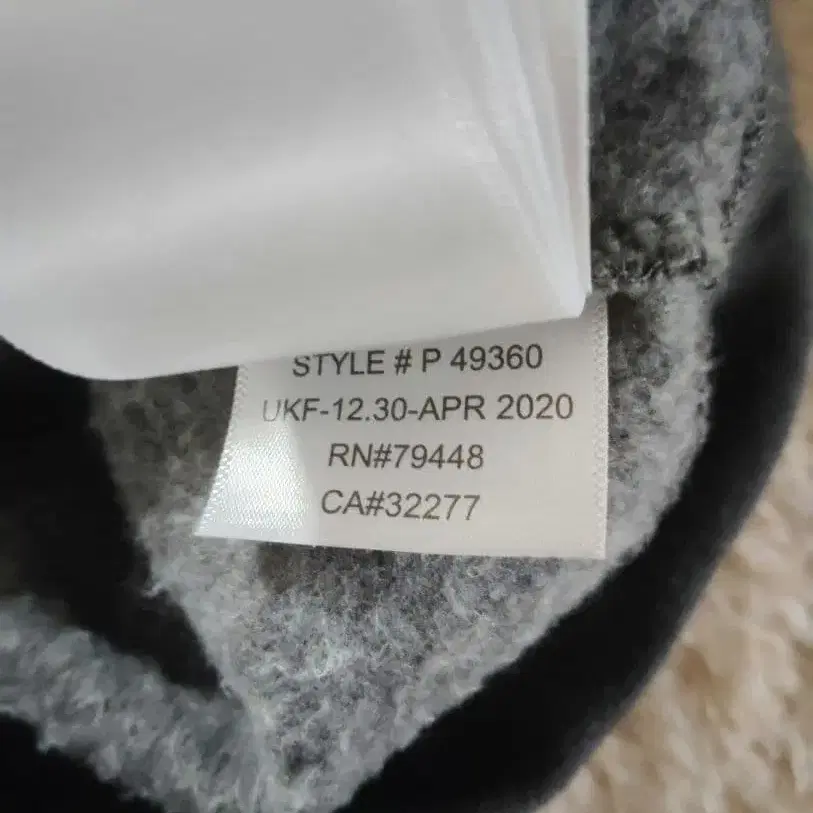 STYLE # P 49360
UKF-12.30-APR 2020
RN#79448
CA#32277